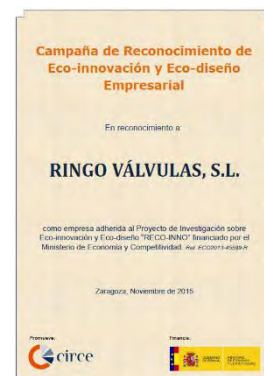 Campaña de Reconocimiento de
Eco-innovación y Eco-diseño
Empresarial
En reconocimiento a:
RINGO VÁLVULAS, S.L.
como empresa adherida al Proyecto de Investigación sobre
Eco-innovación y Eco-diseño "RECO-INNO" financiado por el
Ministerio de Economía y Competitividad.
Zaragoza, Noviembre de 2015
Promueve:
Financia:
circe